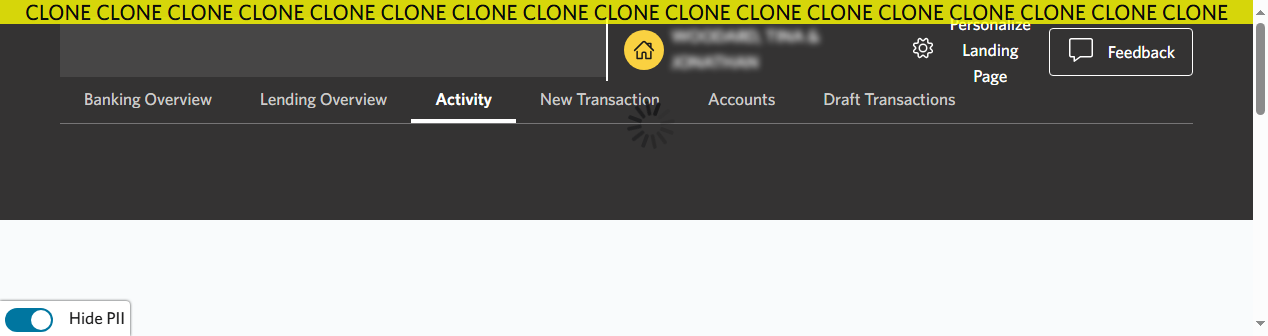 CLONE CLONE CLONE CLONE CLONE CLONE CLONE CLONE CLONE CLONE CLONE CLONE CLONE CLONE CLONE CLONE CLONE
Personalize
Landing
Page
Feedback
Banking Overview Lending Overview Activity New Transaction Accounts Draft Transactions
Hide PII